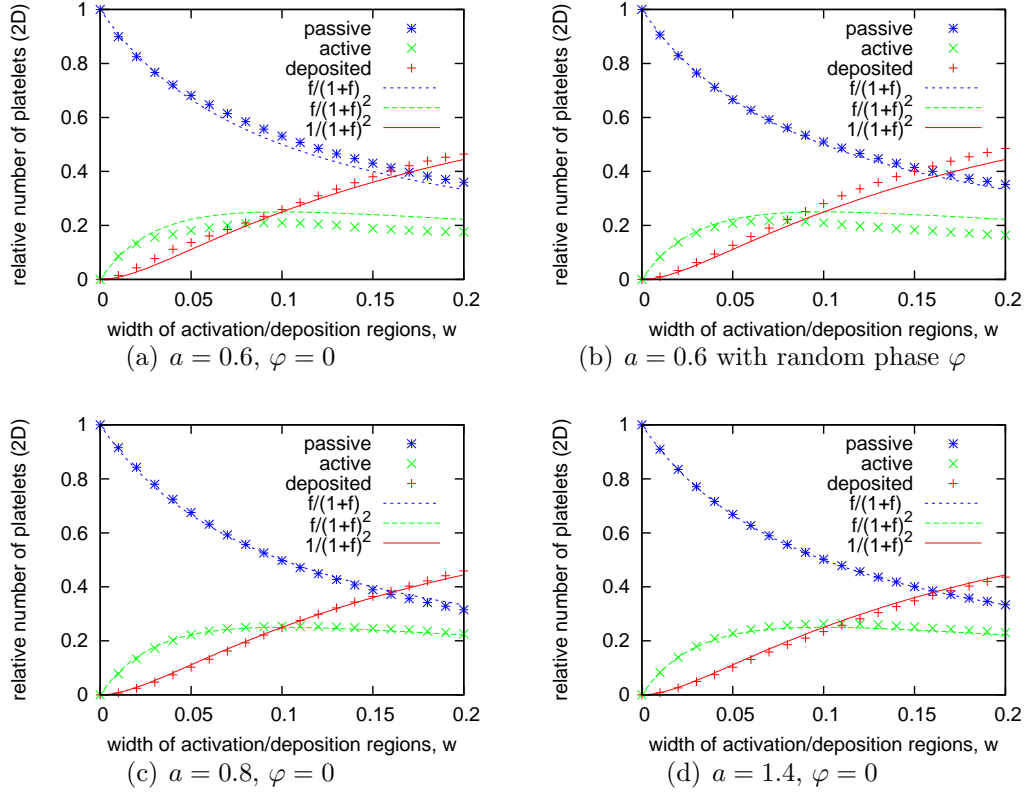 relative number of platelets (2D)
1
0.8
0.6
0.4
0.2
0
0
0.05
0.1
0.15
0.2
passive
active
deposited
f/(1+f)
f/(1+f)²
1/(1+f)²
width of activation/deposition regions, w
(a) a = 0.6, φ = 0
relative number of platelets (2D)
1
0.8
0.6
0.4
0.2
0
0
0.05
0.1
0.15
0.2
passive
active
deposited
f/(1+f)
f/(1+f)²
1/(1+f)²
width of activation/deposition regions, w
(b) a = 0.6 with random phase φ
relative number of platelets (2D)
1
0.8
0.6
0.4
0.2
0
0
0.05
0.1
0.15
0.2
passive
active
deposited
f/(1+f)
f/(1+f)²
1/(1+f)²
width of activation/deposition regions, w
(c) a = 0.8, φ = 0
relative number of platelets (2D)
1
0.8
0.6
0.4
0.2
0
0
0.05
0.1
0.15
0.2
passive
active
deposited
f/(1+f)
f/(1+f)²
1/(1+f)²
width of activation/deposition regions, w
(d) a = 1.4, φ = 0